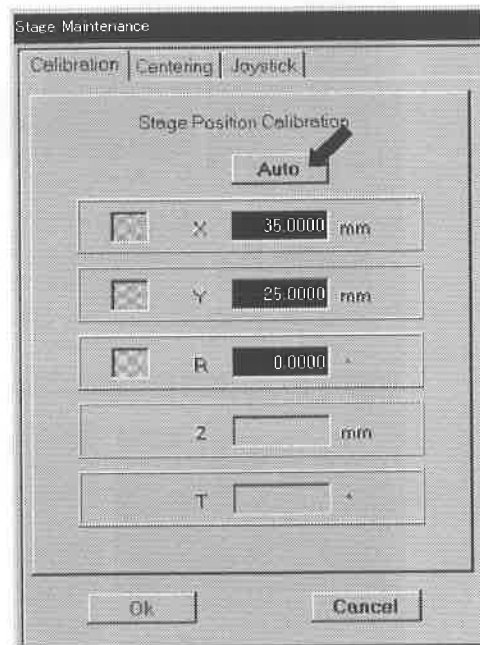 Stage Maintenance
Calibration Centering Joystick
Stage Position Calibration
Auto
X 35.0000 mm
Y 25.0000 mm
R 0.0000 °
Z mm
T °
Ok Cancel